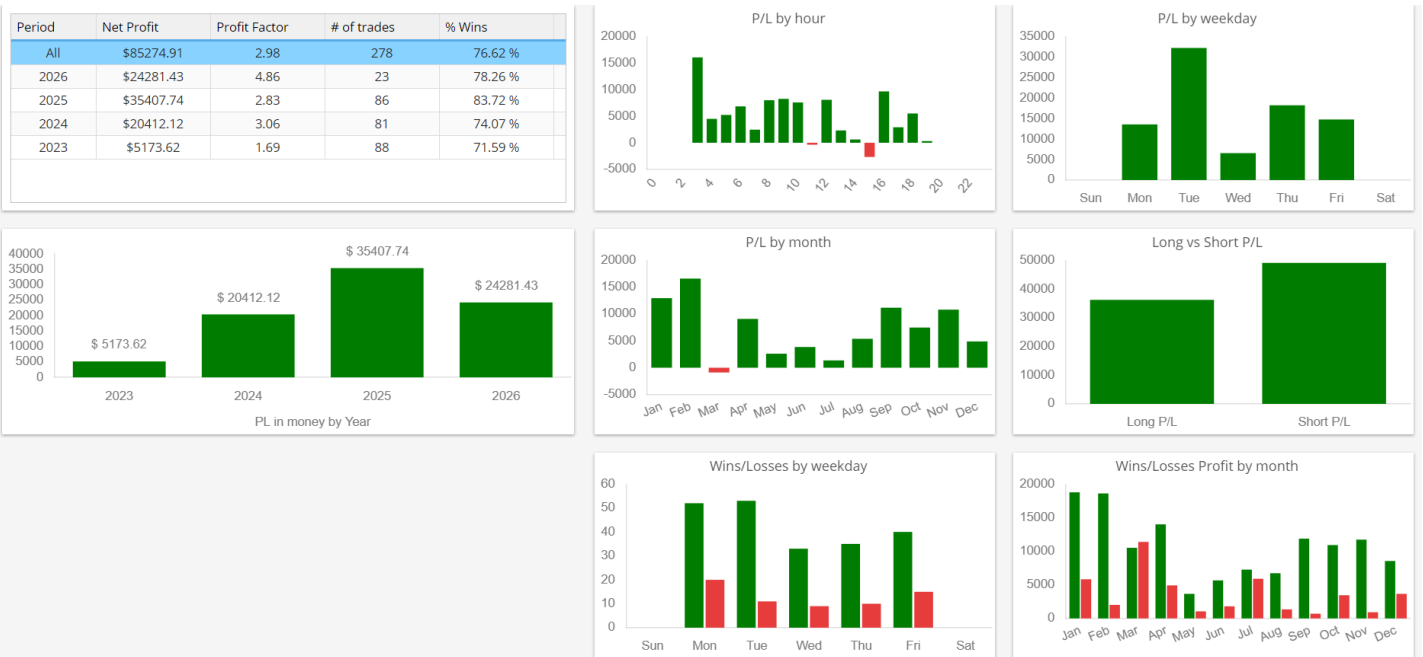 Period Net Profit Profit Factor # of trades % Wins
All $85274.91 2.98 278 76.62 %
2026 $24281.43 4.86 23 78.26 %
2025 $35407.74 2.83 86 83.72 %
2024 $20412.12 3.06 81 74.07 %
2023 $5173.62 1.69 88 71.59 %
P/L by hour
20000
15000
10000
5000
0
-5000
0 2 4 6 8 10 12 14 16 18 20 22
P/L by weekday
35000
30000
25000
20000
15000
10000
5000
0
Sun Mon Tue Wed Thu Fri Sat
40000
35000
30000
25000
20000
15000
10000
5000
0
$ 5173.62
$ 20412.12
$ 35407.74
$ 24281.43
2023 2024 2025 2026
PL in money by Year
P/L by month
20000
15000
10000
5000
0
-5000
Jan Feb Mar Apr May Jun Jul Aug Sep Oct Nov Dec
Long vs Short P/L
50000
40000
30000
20000
10000
0
Long P/L Short P/L
Wins/Losses by weekday
60
50
40
30
20
10
0
Sun Mon Tue Wed Thu Fri Sat
Wins/Losses Profit by month
20000
15000
10000
5000
0
Jan Feb Mar Apr May Jun Jul Aug Sep Oct Nov Dec